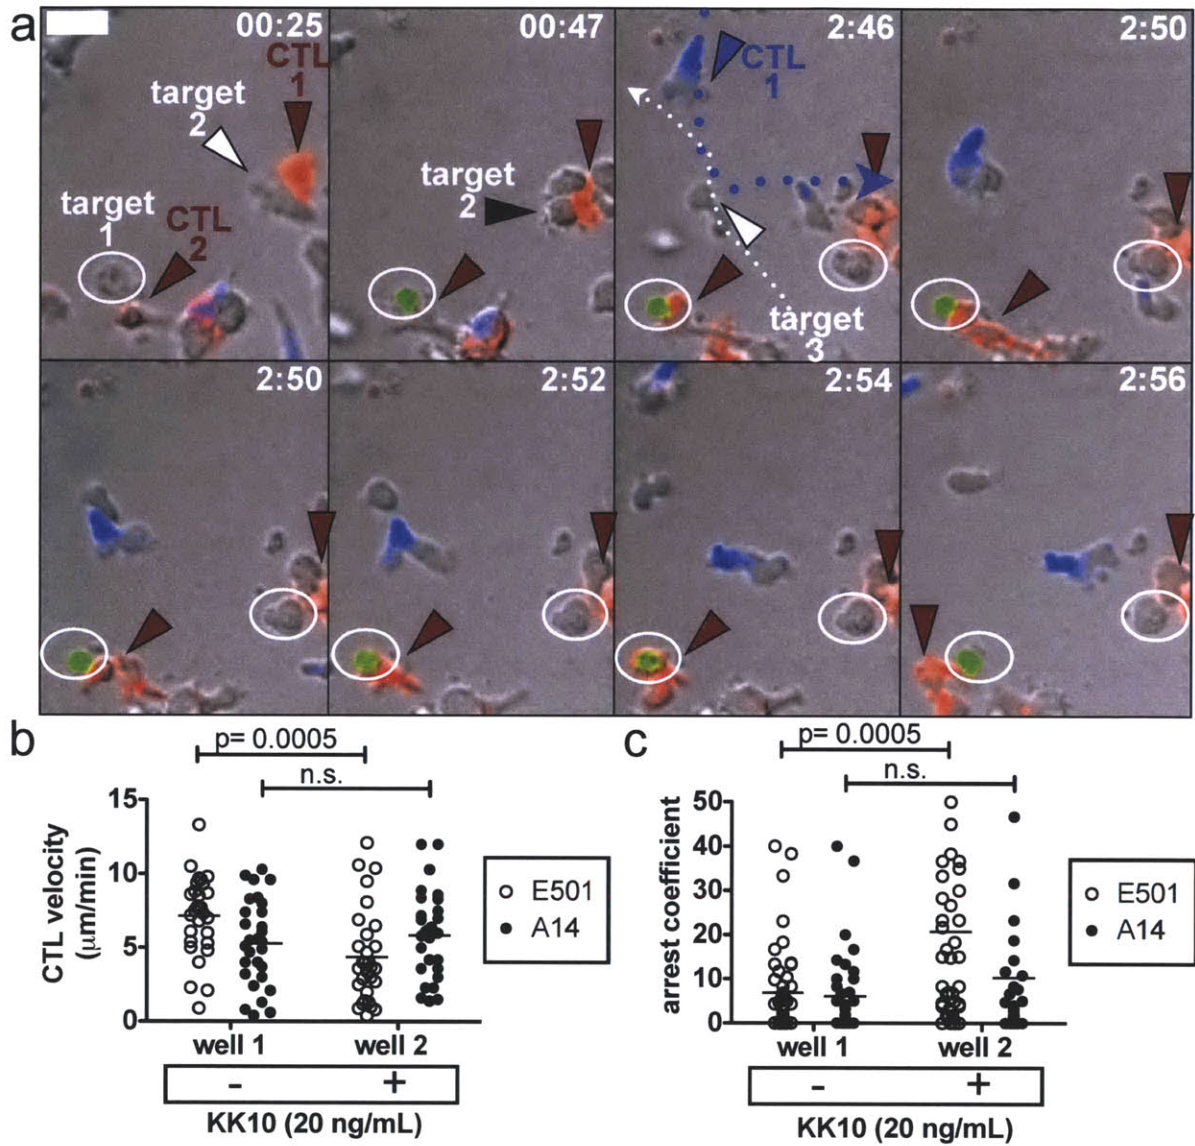 a
00:25
00:47
2:46
2:50
CTL
1
target
2
target
1
CTL
2
target
2
CTL
1
target
3
2:50
2:52
2:54
2:56
b
p= 0.0005
n.s.
15
10
5
0
CTL velocity
(μm/min)
E501
A14
well 1
well 2
-
+
KK10 (20 ng/mL)
c
p= 0.0005
n.s.
50
40
30
20
10
0
arrest coefficient
E501
A14
well 1
well 2
-
+
KK10 (20 ng/mL)